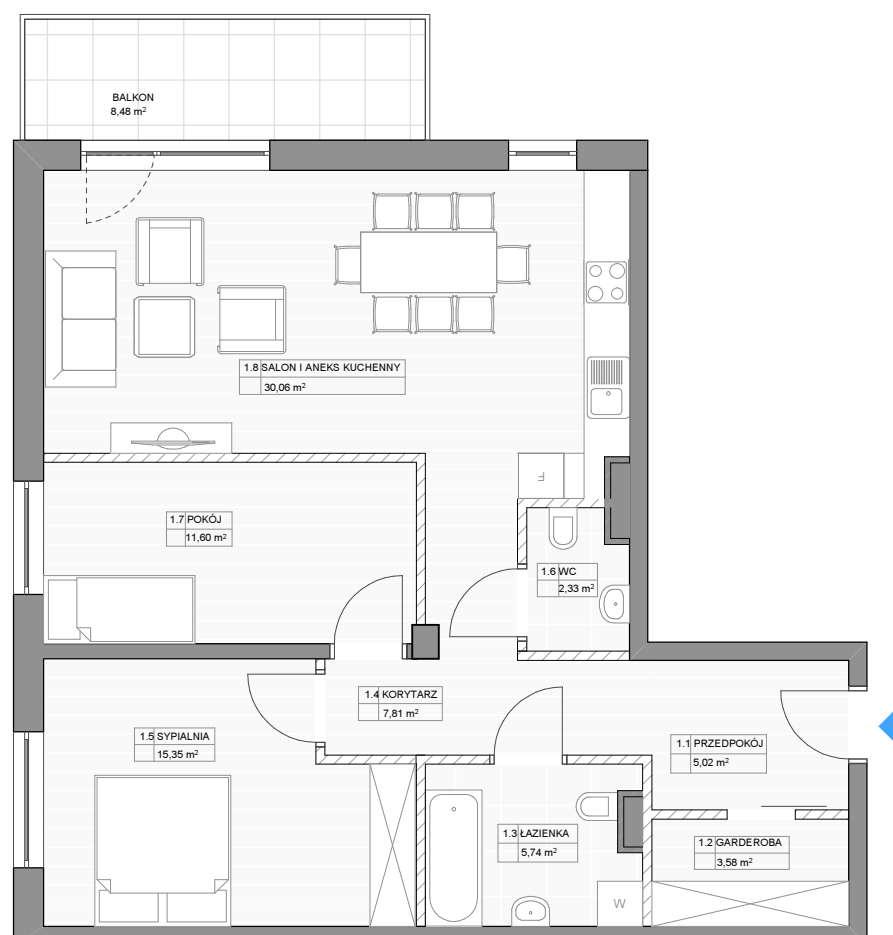 BALKON
8,48 m²
1.8 SALON I ANEKS KUCHENNY
30,06 m²
F
1.7 POKÓJ
11,60 m²
1.6 WC
2,33 m²
1.4 KORYTARZ
7,81 m²
1.5 SYPIALNIA
15,35 m²
1.1 PRZEDPOKÓJ
5,02 m²
1.3 ŁAZIENKA
5,74 m²
1.2 GARDEROBA
3,58 m²
W